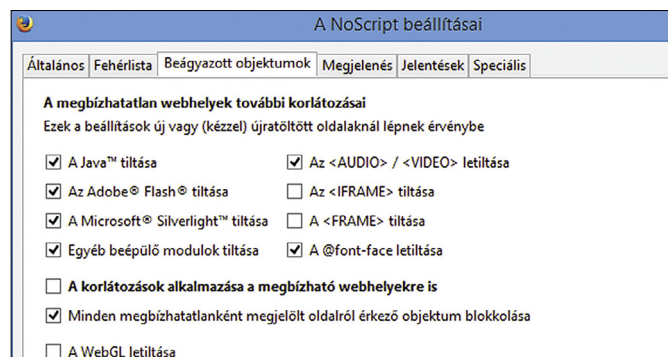 A NoScript beállításai
Általános Fehérlista Beágyazott objektumok Megjelenés Jelentések Speciális
A megbízhatatlan webhelyek további korlátozásai
Ezek a beállítások új vagy (kézzel) újratöltött oldalaknál lépnek érvénybe
A Java™ tiltása Az <AUDIO> / <VIDEO> letiltása
Az Adobe® Flash® tiltása Az <IFRAME> tiltása
A Microsoft® Silverlight™ tiltása A <FRAME> tiltása
Egyéb beépülő modulok tiltása A @font-face letiltása
A korlátozások alkalmazása a megbízható webhelyekre is
Minden megbízhatatlanként megjelölt oldalról érkező objektum blokkolása
A WebGL letiltása